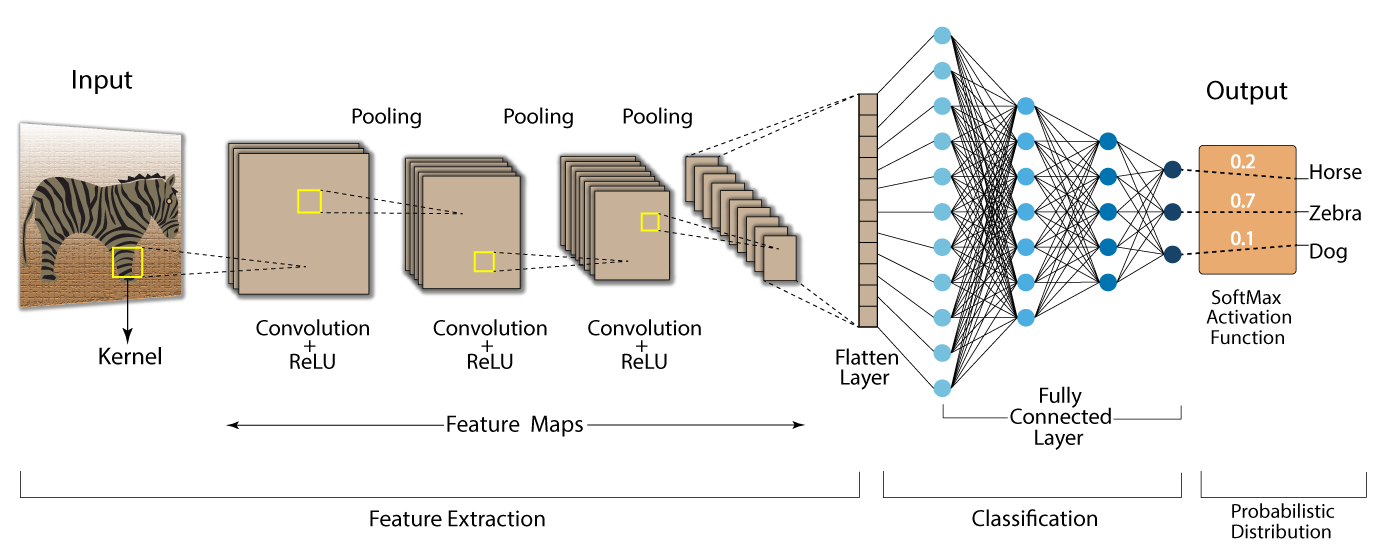 Input
Pooling
Pooling
Pooling
Output
0.2
Horse
0.7
Zebra
0.1
Dog
Kernel
Convolution
+
ReLU
Convolution
+
ReLU
Convolution
+
ReLU
Flatten
Layer
SoftMax
Activation
Function
Fully
Connected
Layer
Feature Maps
Feature Extraction
Classification
Probabilistic
Distribution